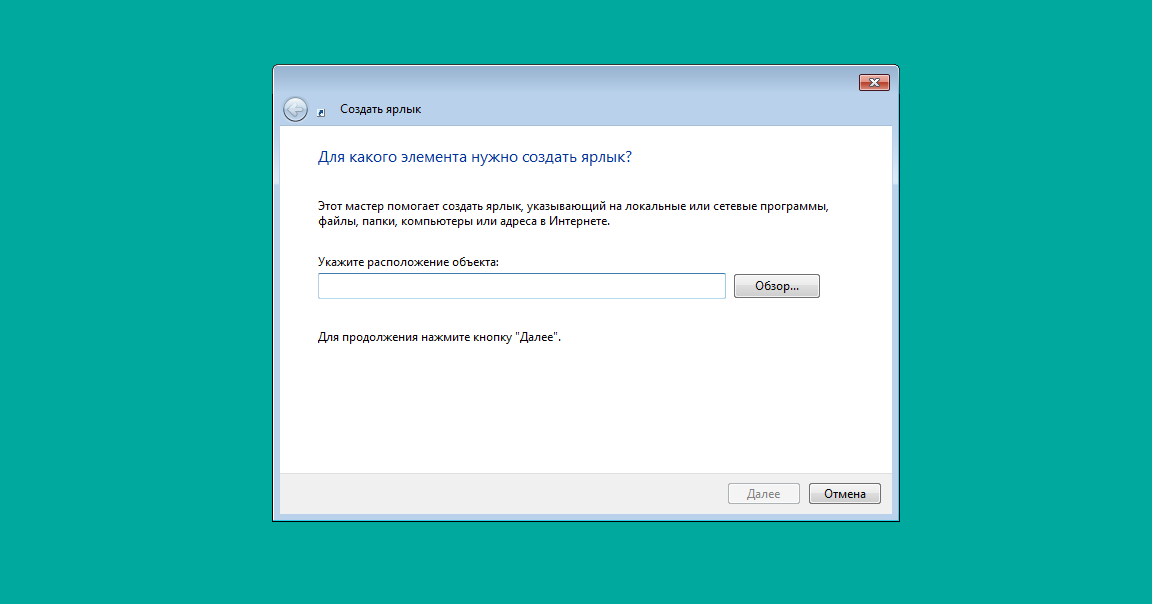 Создать ярлык
Для какого элемента нужно создать ярлык?
Этот мастер помогает создать ярлык, указывающий на локальные или сетевые программы,
файлы, папки, компьютеры или адреса в Интернете.
Укажите расположение объекта:
Обзор...
Для продолжения нажмите кнопку "Далее".
Далее
Отмена